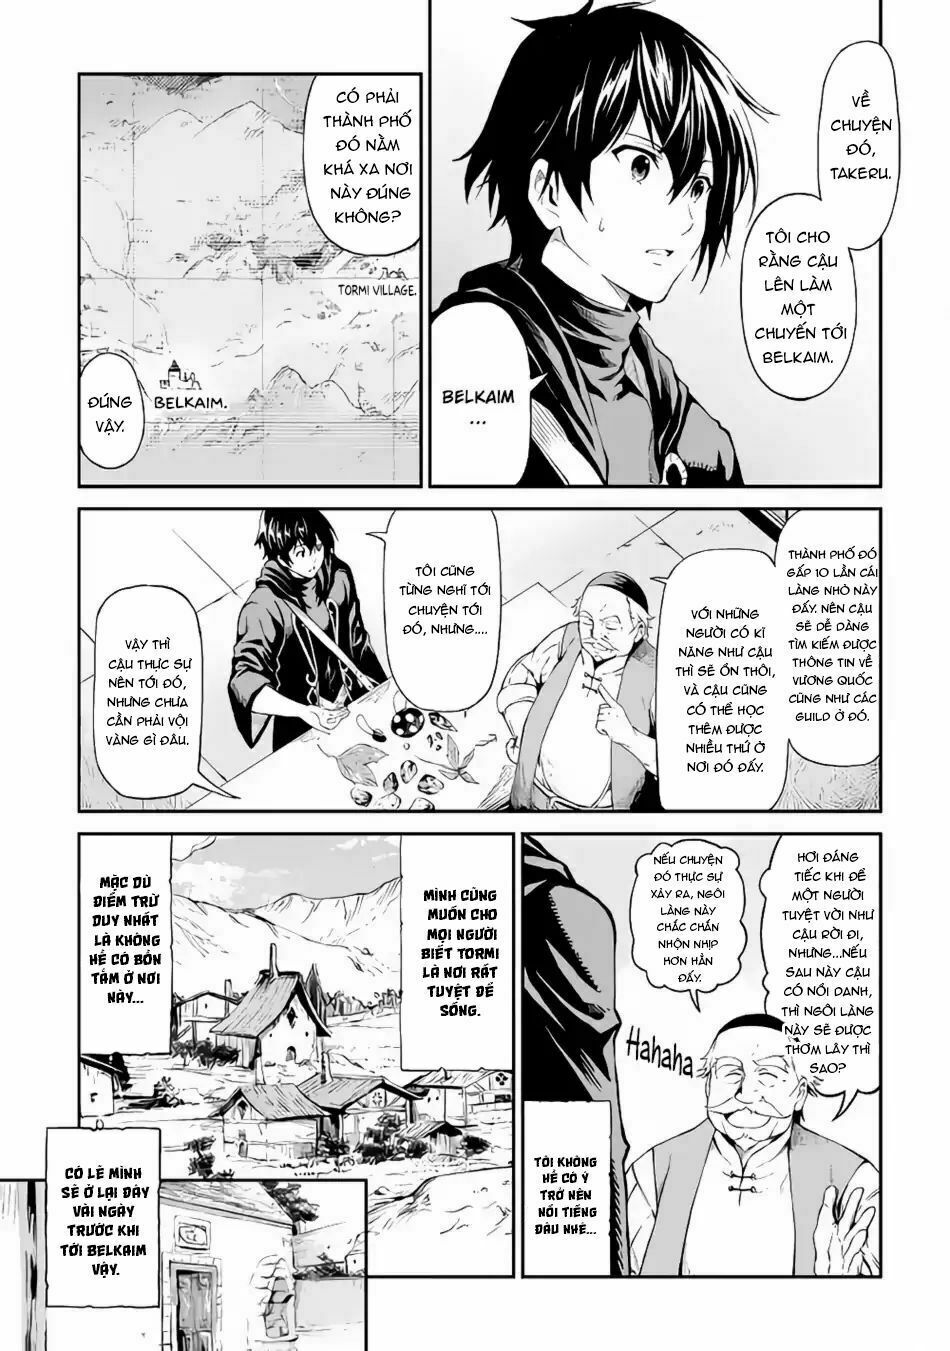 VỀ
CHUYỆN
ĐÓ,
TAKERU.
TÔI CHO
RẰNG CẬU
LÊN LÀM
MỘT
CHUYẾN TỚI
BELKAIM.
BELKAIM
...
CÓ PHẢI
THÀNH PHỐ
ĐÓ NẰM
KHÁ XA NƠI
NÀY ĐÚNG
KHÔNG?
TORMI VILLAGE.
BELKAIM.
ĐÚNG
VẬY.
THÀNH PHỐ ĐÓ
GẤP 10 LẦN CÁI
LÀNG NHỎ NÀY
ĐẤY. NÊN CẬU
SẼ DỄ DÀNG
TÌM KIẾM ĐƯỢC
THÔNG TIN VỀ
VƯƠNG QUỐC
CŨNG NHƯ CÁC
GUILD Ở ĐÓ.
VỚI NHỮNG
NGƯỜI CÓ KĨ
NĂNG NHƯ CẬU
THÌ SẼ ỔN THÔI,
VÀ CẬU CŨNG
CÓ THỂ HỌC
THÊM ĐƯỢC
NHIỀU THỨ Ở
NƠI ĐÓ ĐẤY.
TÔI CŨNG
TỪNG NGHĨ TỚI
CHUYỆN TỚI
ĐÓ, NHƯNG....
VẬY THÌ
CẬU THỰC SỰ
NÊN TỚI ĐÓ,
NHƯNG CHƯA
CẦN PHẢI VỘI
VÀNG GÌ ĐÂU.
HƠI ĐÁNG
TIẾC KHI ĐỂ
MỘT NGƯỜI
TUYỆT VỜI NHƯ
CẬU RỜI ĐI,
NHƯNG...NẾU
SAU NÀY CẬU
CÓ NỔI DANH,
THÌ NGÔI LÀNG
NÀY SẼ ĐƯỢC
THƠM LÂY THÌ
SAO?
NẾU CHUYỆN
ĐÓ THỰC SỰ
XẢY RA, NGÔI
LÀNG NÀY
CHẮC CHẮN
NHỘN NHỊP
HƠN HẲN
ĐẤY.
Hahaha
TÔI KHÔNG
HỀ CÓ Ý
TRỞ NÊN
NỔI TIẾNG
ĐÂU NHÉ...
MÌNH CŨNG
MUỐN CHO
MỌI NGƯỜI
BIẾT TORMI
LÀ NƠI RẤT
TUYỆT ĐỂ
SỐNG.
MẶC DÙ
ĐIỂM TRỪ
DUY NHẤT
LÀ KHÔNG
HỀ CÓ BỒN
TẮM Ở NƠI
NÀY...
CÓ LẼ MÌNH
SẼ Ở LẠI ĐÂY
VÀI NGÀY
TRƯỚC KHI
TỚI BELKAIM
VẬY.